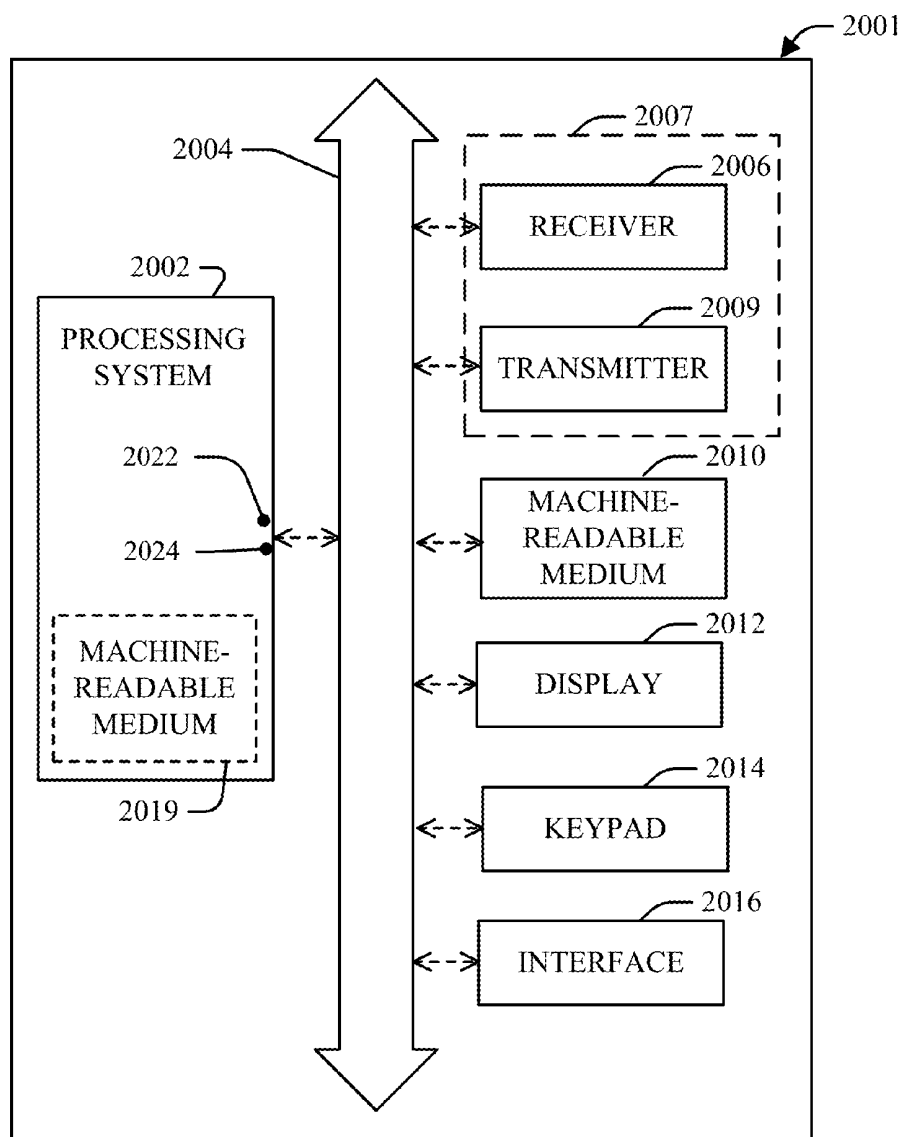 2001
2007
2004
2006
RECEIVER
2002
2009
PROCESSING
SYSTEM
TRANSMITTER
2022
2010
MACHINE-
READABLE
MEDIUM
2024
2012
DISPLAY
MACHINE-
READABLE
MEDIUM
2019
2014
KEYPAD
2016
INTERFACE